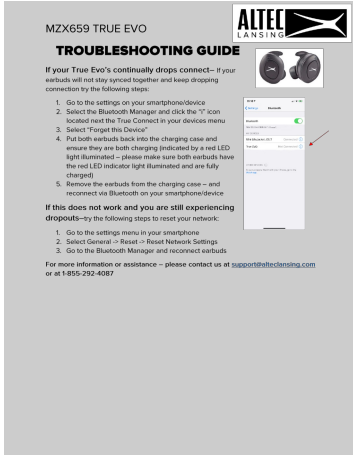 MZX659 TRUE EVO
ALTEC
LANSING
TROUBLESHOOTING GUIDE
If your True Evo's continually drops connect– If your
earbuds will not stay synced together and keep dropping
connection try the following steps:
1. Go to the settings on your smartphone/device
2. Select the Bluetooth Manager and click the "i" icon
located next the True Connect in your devices menu
3. Select "Forget this Device"
4. Put both earbuds back into the charging case and
ensure they are both charging (indicated by a red LED
light illuminated – please make sure both earbuds have
the red LED indicator light illuminated and are fully
charged)
5. Remove the earbuds from the charging case – and
reconnect via Bluetooth on your smartphone/device
Bluetooth
Bluetooth
If this does not work and you are still experiencing
dropouts–try the following steps to reset your network:
1. Go to the settings menu in your smartphone
2. Select General -> Reset -> Reset Network Settings
3. Go to the Bluetooth Manager and reconnect earbuds
For more information or assistance – please contact us at support@alteclansing.com
or at 1-855-292-4087